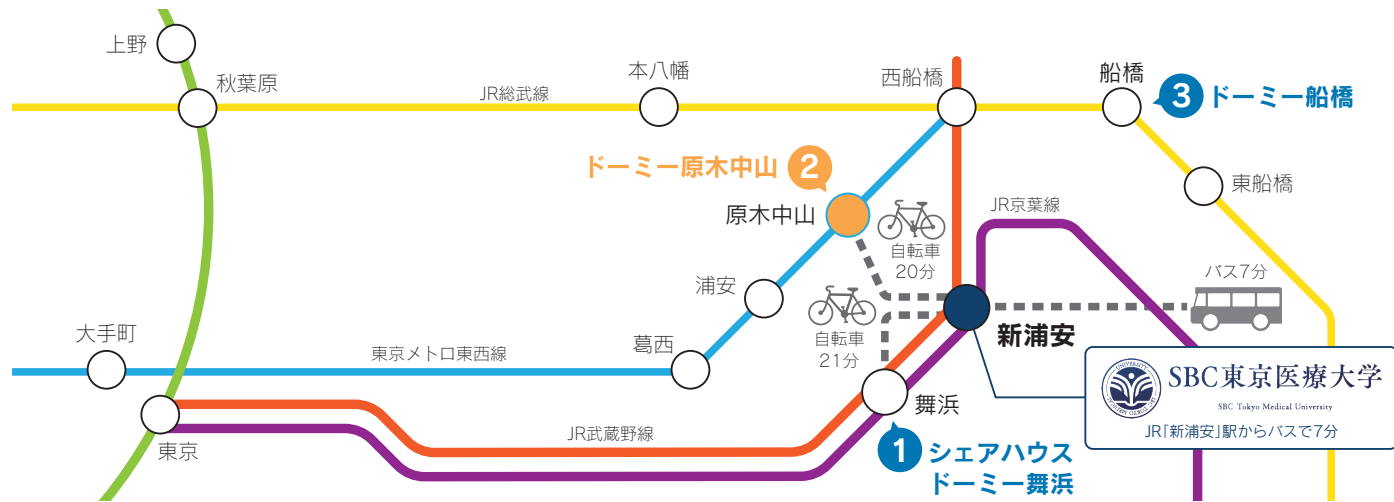 上野
秋葉原
JR総武線
本八幡
西船橋
船橋
3 ドーミー船橋
ドーミー原木中山 2
東船橋
原木中山
JR京葉線
自転車
20分
バス7分
浦安
自転車
21分
新浦安
大手町
東京メトロ東西線
葛西
SBC東京医療大学
SBC Tokyo Medical University
JR「新浦安」駅からバスで7分
舞浜
東京
JR武蔵野線
1 シェアハウス
ドーミー舞浜